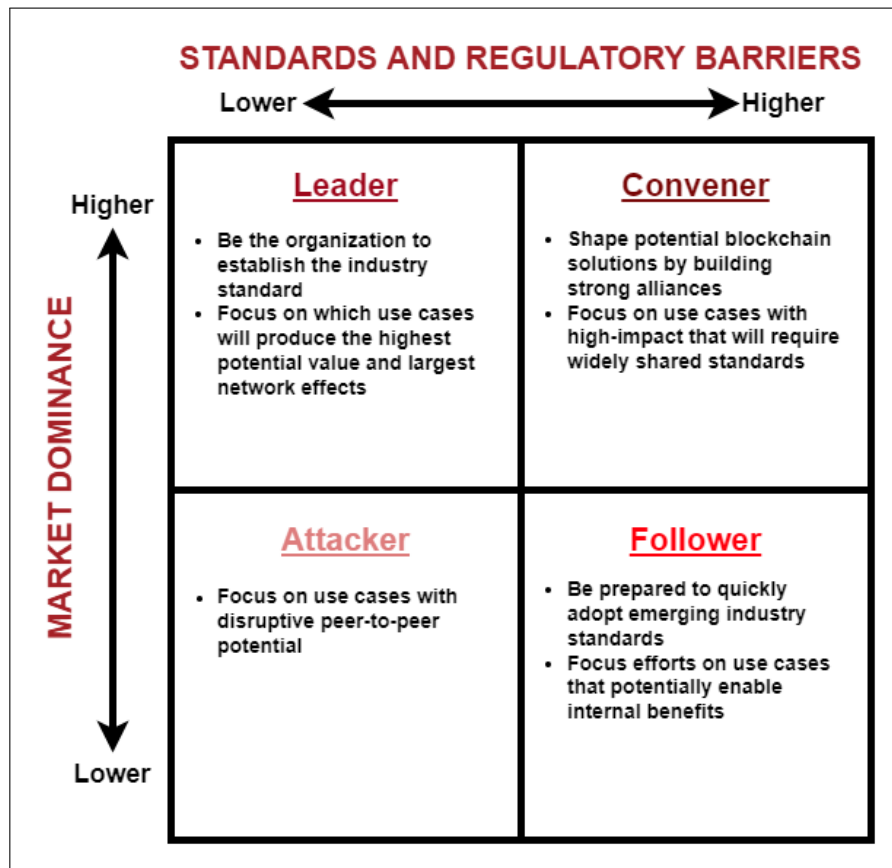 STANDARDS AND REGULATORY BARRIERS
Lower
Higher
MARKET DOMINANCE
Higher
Lower
Leader
• Be the organization to
establish the industry
standard
• Focus on which use cases
will produce the highest
potential value and largest
network effects
Convener
• Shape potential blockchain
solutions by building
strong alliances
• Focus on use cases with
high-impact that will require
widely shared standards
Attacker
• Focus on use cases with
disruptive peer-to-peer
potential
Follower
• Be prepared to quickly
adopt emerging industry
standards
• Focus efforts on use cases
that potentially enable
internal benefits